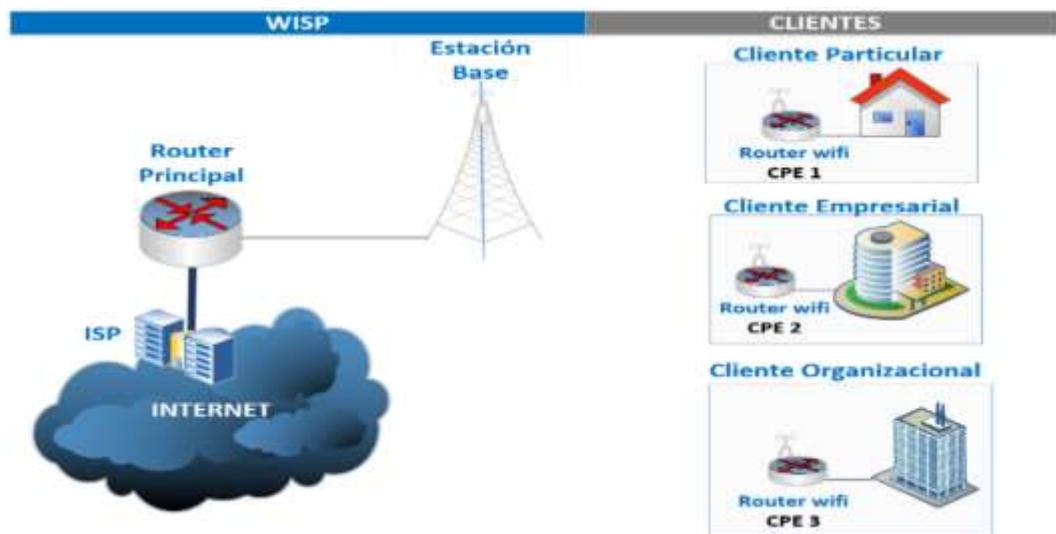 WISP
CLIENTES
Estación
Base
Router
Principal
ISP
INTERNET
Cliente Particular
Router wifi
CPE 1
Cliente Empresarial
Router wifi
CPE 2
Cliente Organizacional
Router wifi
CPE 3